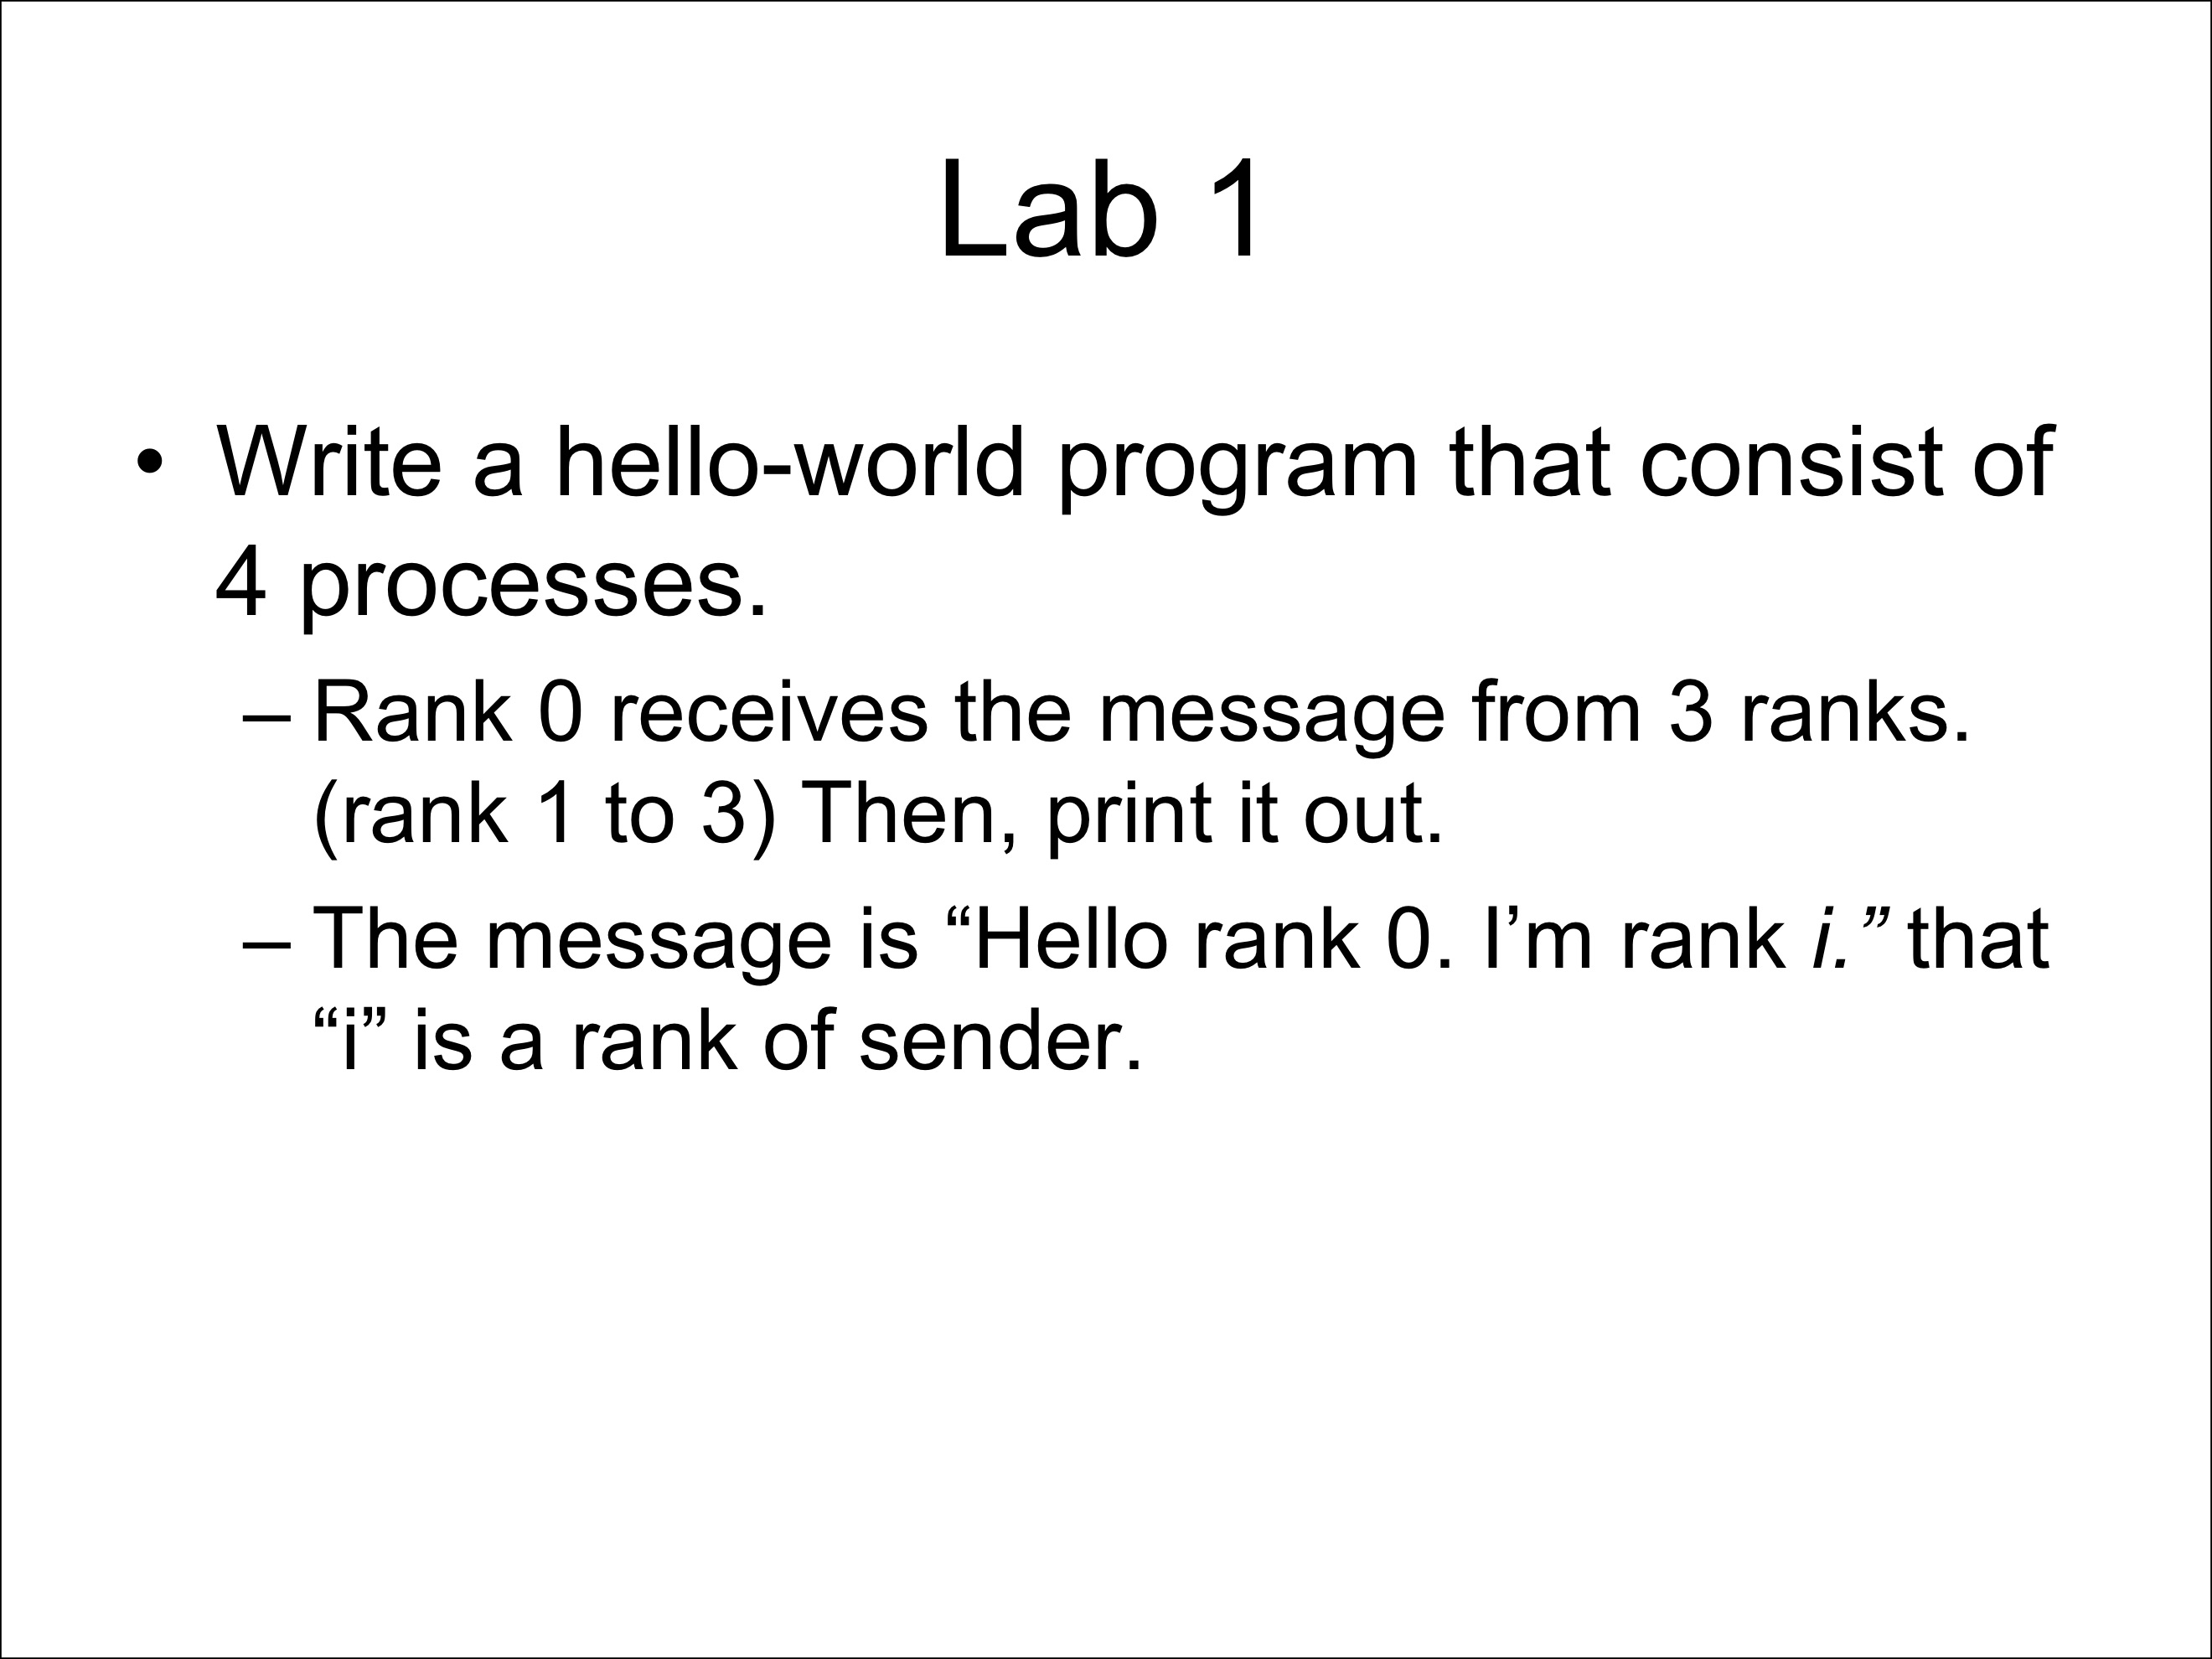 Lab 1
• Write a hello-world program that consist of
4 processes.
– Rank 0 receives the message from 3 ranks.
(rank 1 to 3) Then, print it out.
– The message is “Hello rank 0. I’m rank i.” that
“i” is a rank of sender.